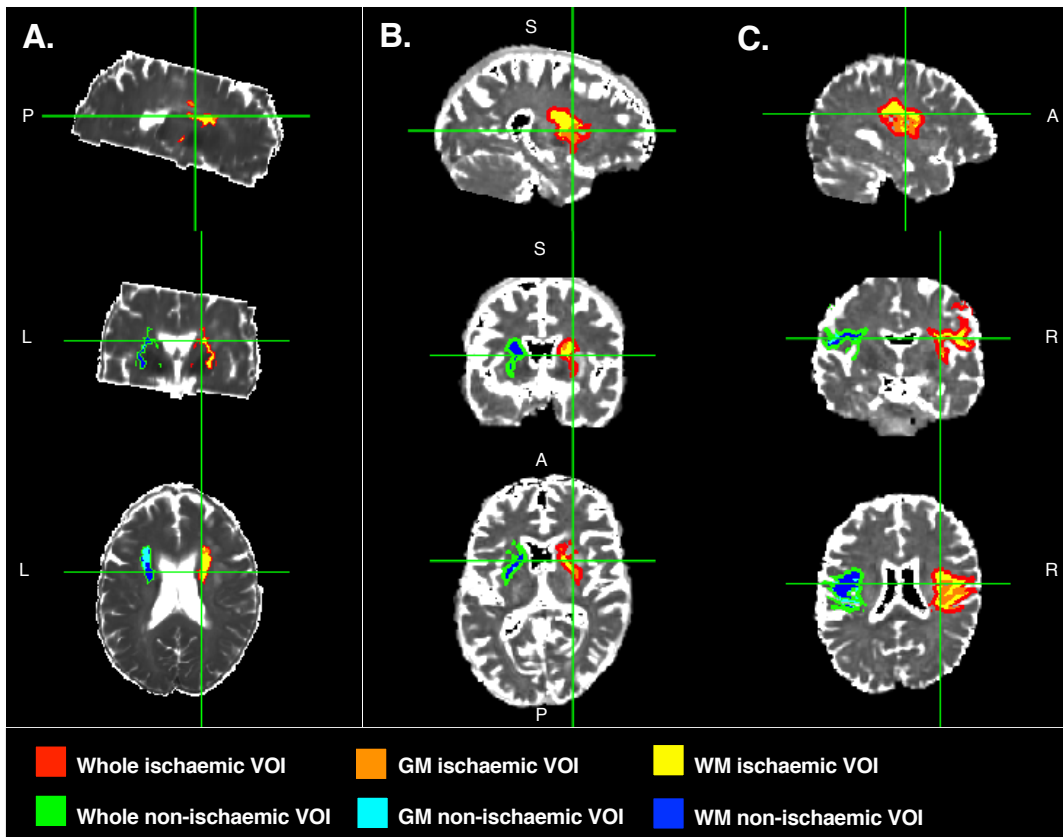 A.
B.
C.
S
P
A
S
L
R
A
L
R
P
Whole ischaemic VOI
GM ischaemic VOI
WM ischaemic VOI
Whole non-ischaemic VOI
GM non-ischaemic VOI
WM non-ischaemic VOI